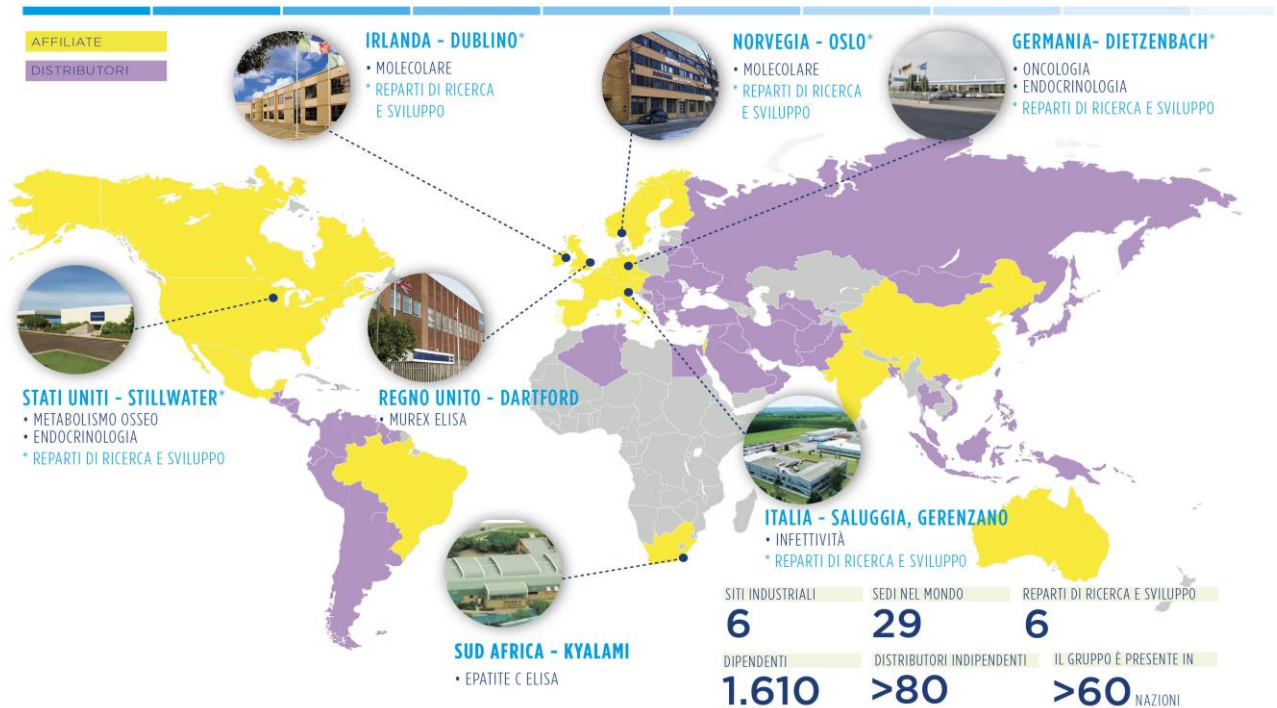 AFFILIATE
DISTRIBUTORI
IRLANDA - DUBLINO*
• MOLECOLARE
* REPARTI DI RICERCA
E SVILUPPO
NORVEGIA - OSLO*
• MOLECOLARE
* REPARTI DI RICERCA
E SVILUPPO
GERMANIA- DIETZENBACH*
• ONCOLOGIA
• ENDOCRINOLOGIA
* REPARTI DI RICERCA E SVILUPPO
STATI UNITI - STILLWATER*
• METABOLISMO OSSEO
• ENDOCRINOLOGIA
* REPARTI DI RICERCA E SVILUPPO
REGNO UNITO - DARTFORD
• MUREX ELISA
ITALIA - SALUGGIA, GERENZANO
• INFETTIVITÀ
* REPARTI DI RICERCA E SVILUPPO
SUD AFRICA - KYALAMI
• EPATITE C ELISA
SITI INDUSTRIALI
6
SEDI NEL MONDO
29
REPARTI DI RICERCA E SVILUPPO
6
DIPENDENTI
1.610
DISTRIBUTORI INDIPENDENTI
>80
IL GRUPPO È PRESENTE IN
>60 NAZIONI